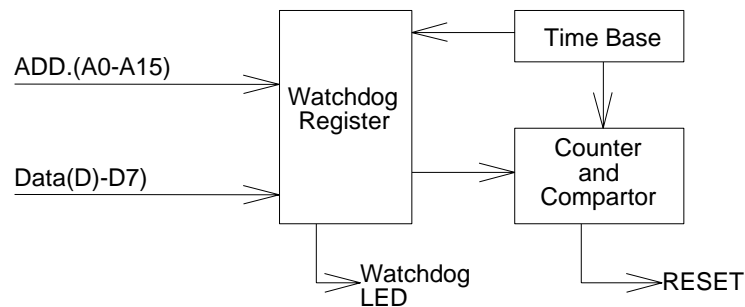 Time Base
ADD.(A0-A15)
Watchdog
Register
Counter
and
Compartor
Data(D)-D7)
Watchdog
LED
RESET